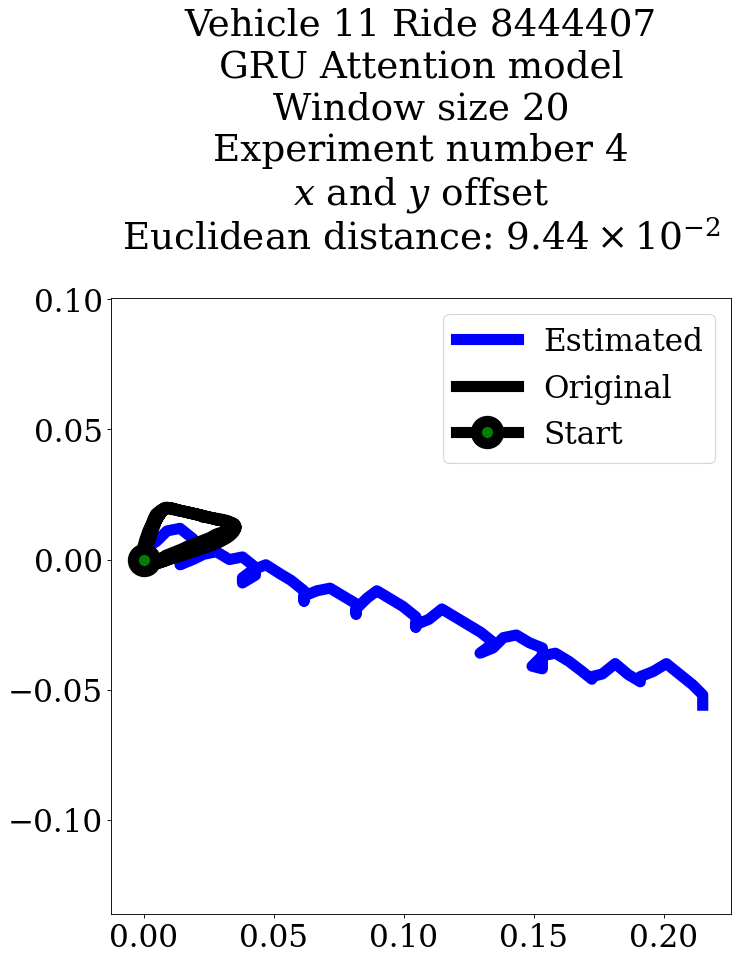 Vehicle 11 Ride 8444407
GRU Attention model
Window size 20
Experiment number 4
x and y offset
Euclidean distance: 9.44 × 10⁻²
0.10
Estimated
Original
Start
0.05
0.00
−0.05
−0.10
0.00 0.05 0.10 0.15 0.20